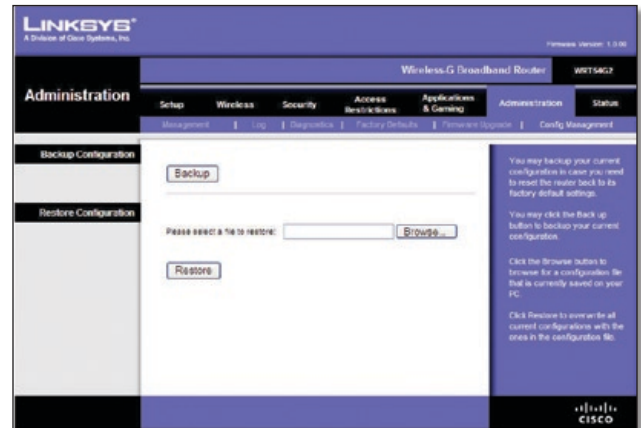 LINKSYS®
A Division of Cisco Systems, Inc.
Firmware Version: 1.0.00
Wireless-G Broadband Router
WRT54G2
Administration
Setup
Wireless
Security
Access Restrictions
Applications & Gaming
Administration
Status
Management | Log | Diagnostics | Factory Defaults | Firmware Upgrade | Config Management
Backup Configuration
Backup
Restore Configuration
Please select a file to restore:
Browse...
Restore
You may backup your current
configuration in case you need
to reset the router back to its
factory default settings.
You may click the Back up
button to backup your current
configuration.
Click the Browse button to
browse for a configuration file
that is currently saved on your
PC.
Click Restore to overwrite all
current configurations with the
ones in the configuration file.
CISCO